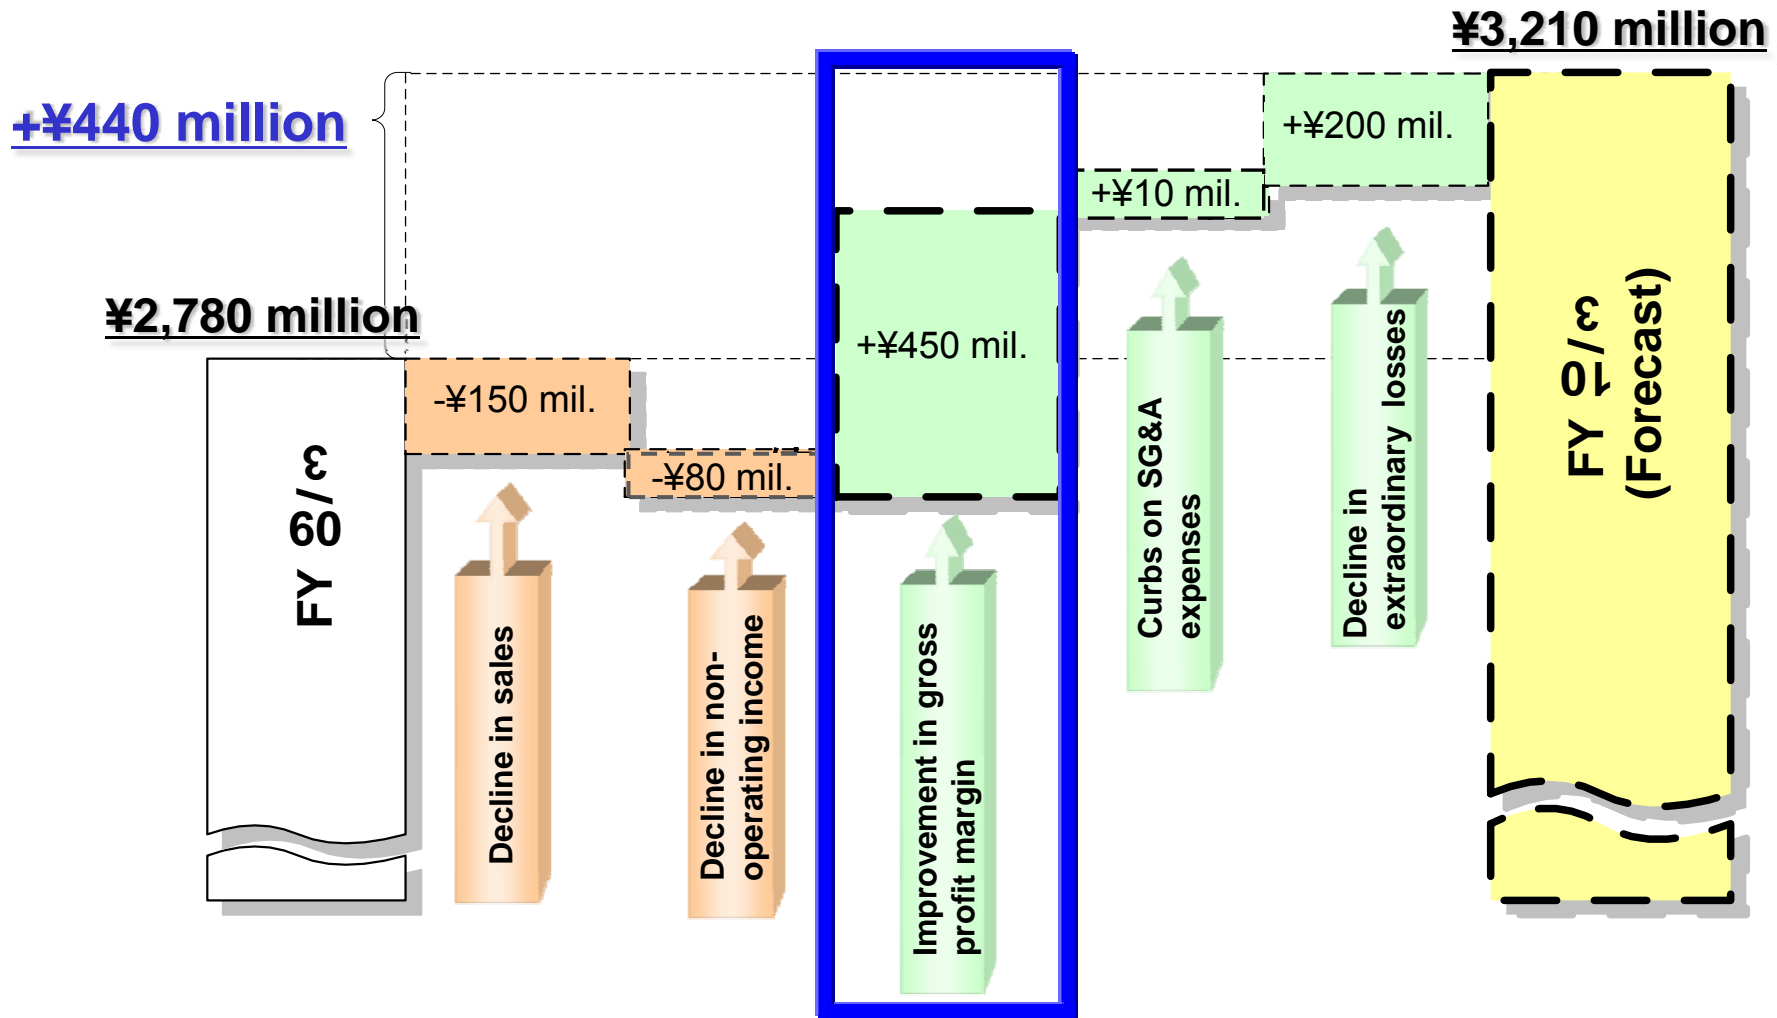 ¥3,210 million
+¥440 million
+¥200 mil.
+¥10 mil.
¥2,780 million
+¥450 mil.
-¥150 mil.
-¥80 mil.
FY 09/3
Decline in sales
Decline in non-
operating income
Improvement in gross
profit margin
Curbs on SG&A
expenses
Decline in
extraordinary losses
FY 10/3
(Forecast)